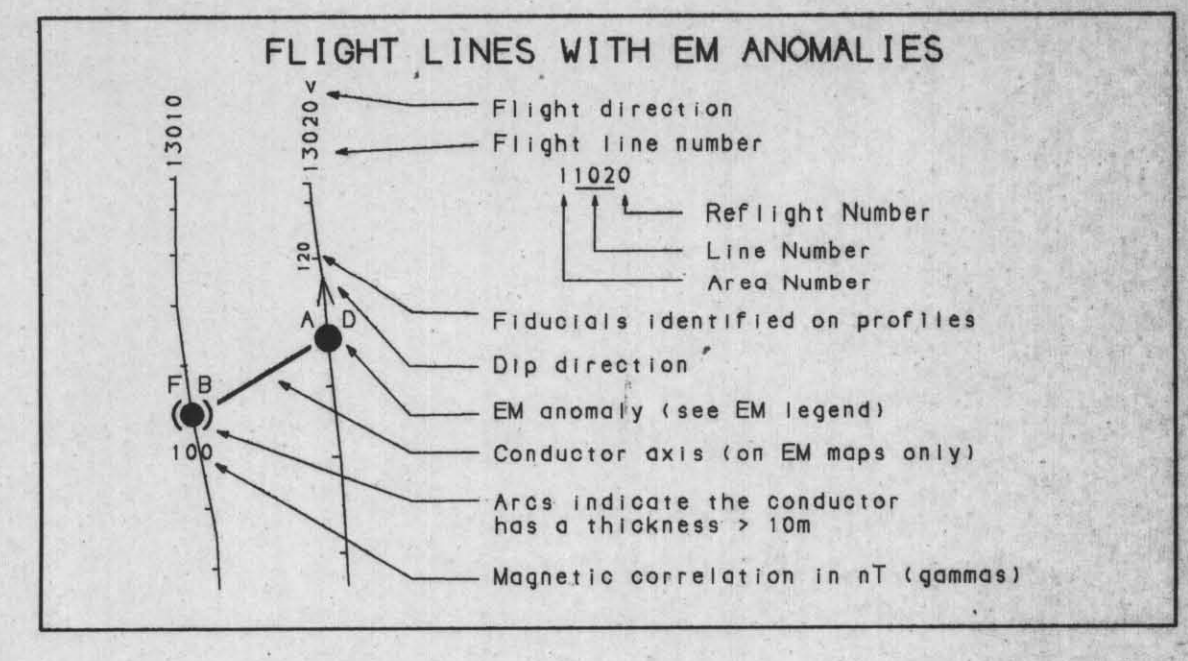 FLIGHT LINES WITH EM ANOMALIES
13010
13020
Flight direction
Flight line number
11020
Reflight Number
Line Number
Area Number
120
Fiducials identified on profiles
A D
Dip direction
F B
EM anomaly (see EM legend)
Conductor axis (on EM maps only)
100
Arcs indicate the conductor
has a thickness > 10m
Magnetic correlation in nT (gammas)